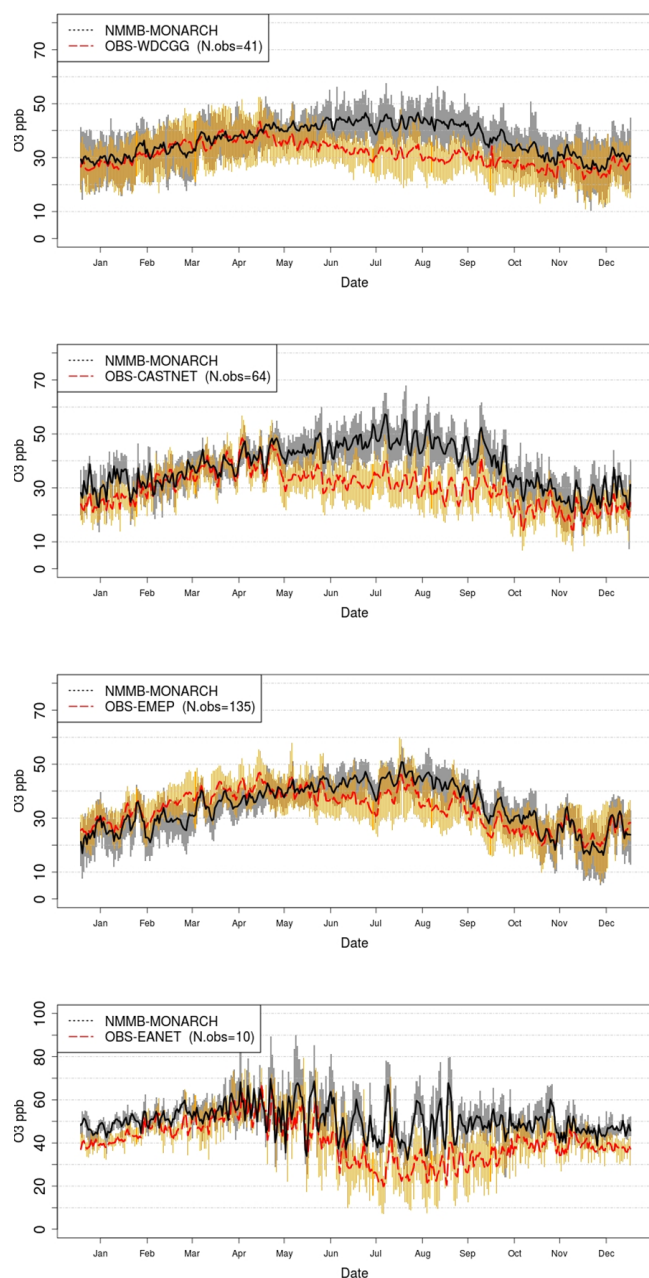 NMMB-MONARCH
OBS-WDCGG (N.obs=41)
O3 ppb
70
50
30
10
0
Jan Feb Mar Apr May Jun Jul Aug Sep Oct Nov Dec
Date
NMMB-MONARCH
OBS-CASTNET (N.obs=64)
O3 ppb
70
50
30
10
0
Jan Feb Mar Apr May Jun Jul Aug Sep Oct Nov Dec
Date
NMMB-MONARCH
OBS-EMEP (N.obs=135)
O3 ppb
70
50
30
10
0
Jan Feb Mar Apr May Jun Jul Aug Sep Oct Nov Dec
Date
NMMB-MONARCH
OBS-EANET (N.obs=10)
O3 ppb
100
80
60
40
20
0
Jan Feb Mar Apr May Jun Jul Aug Sep Oct Nov Dec
Date